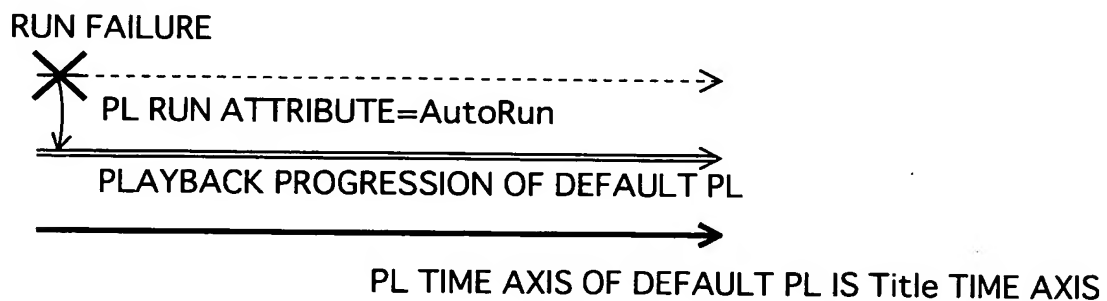 RUN FAILURE
PL RUN ATTRIBUTE=AutoRun
PLAYBACK PROGRESSION OF DEFAULT PL
PL TIME AXIS OF DEFAULT PL IS Title TIME AXIS